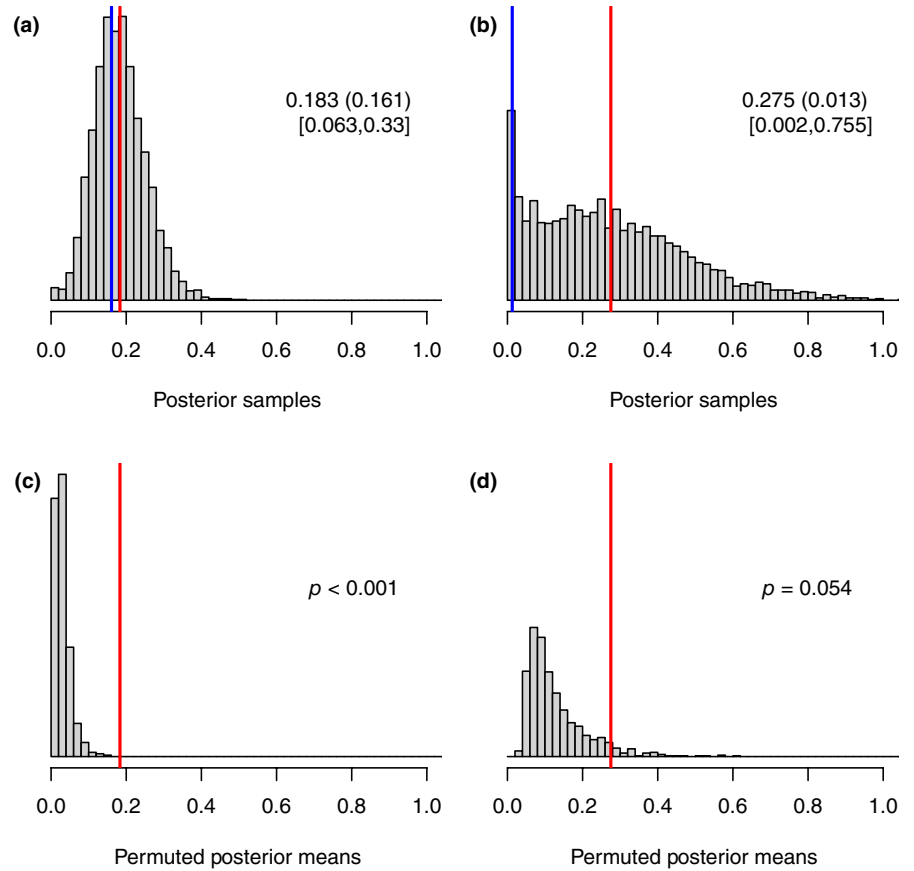 (a)
0.183 (0.161)
[0.063,0.33]
0.0 0.2 0.4 0.6 0.8 1.0
Posterior samples
(b)
0.275 (0.013)
[0.002,0.755]
0.0 0.2 0.4 0.6 0.8 1.0
Posterior samples
(c)
p < 0.001
0.0 0.2 0.4 0.6 0.8 1.0
Permuted posterior means
(d)
p = 0.054
0.0 0.2 0.4 0.6 0.8 1.0
Permuted posterior means